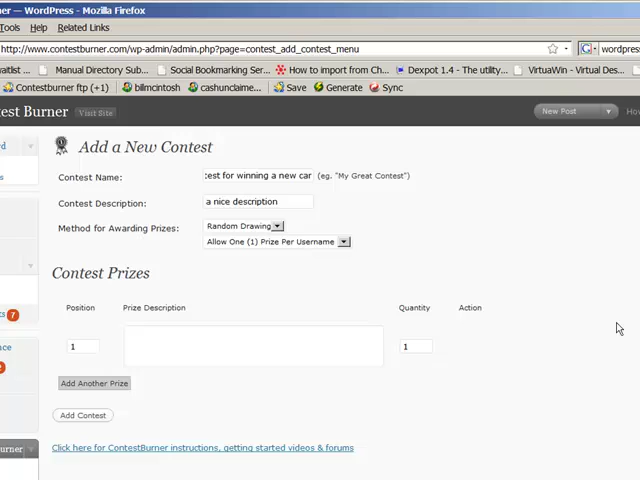 ner — WordPress - Mozilla Firefox
Tools Help Related Links
http://www.contestburner.com/wp-admin/admin.php?page=contest_add_contest_menu wordpres
waitlist ... Manual Directory Sub... Social Bookmarking Ser... How to import from Ch... Dexpot 1.4 - The utility... VirtuaWin - Virtual Des...
Contestburner ftp (+1) billmcintosh cashunclaime... Save Generate Sync
test Burner Visit Site New Post How
Add a New Contest
Contest Name: test for winning a new car (eg. "My Great Contest")
Contest Description: a nice description
Method for Awarding Prizes: Random Drawing
Allow One (1) Prize Per Username
Contest Prizes
Position Prize Description Quantity Action
1 1
Add Another Prize
Add Contest
Click here for ContestBurner instructions, getting started videos & forums
7